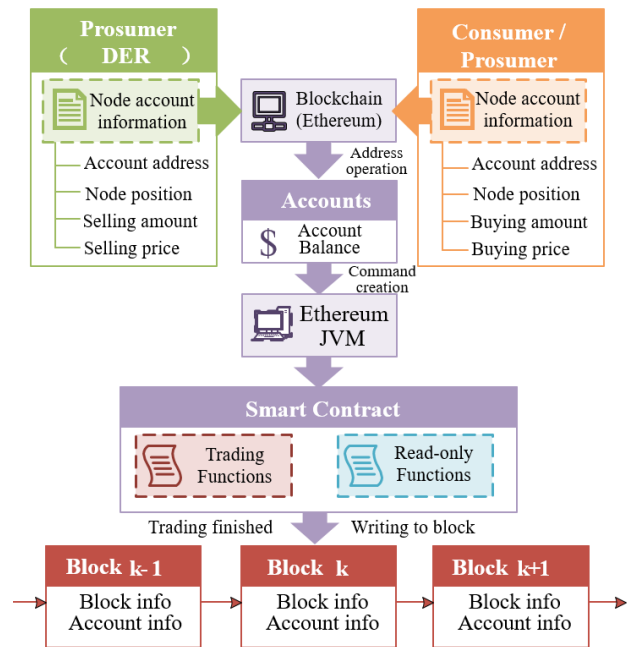 Prosumer
( DER )
Node account
information
Account address
Node position
Selling amount
Selling price
Blockchain
(Ethereum)
Consumer /
Prosumer
Node account
information
Account address
Node position
Buying amount
Buying price
Address
operation
Accounts
$
Account
Balance
Command
creation
Ethereum
JVM
Smart Contract
Trading
Functions
Read-only
Functions
Trading finished
Writing to block
Block k-1
Block info
Account info
Block k
Block info
Account info
Block k+1
Block info
Account info